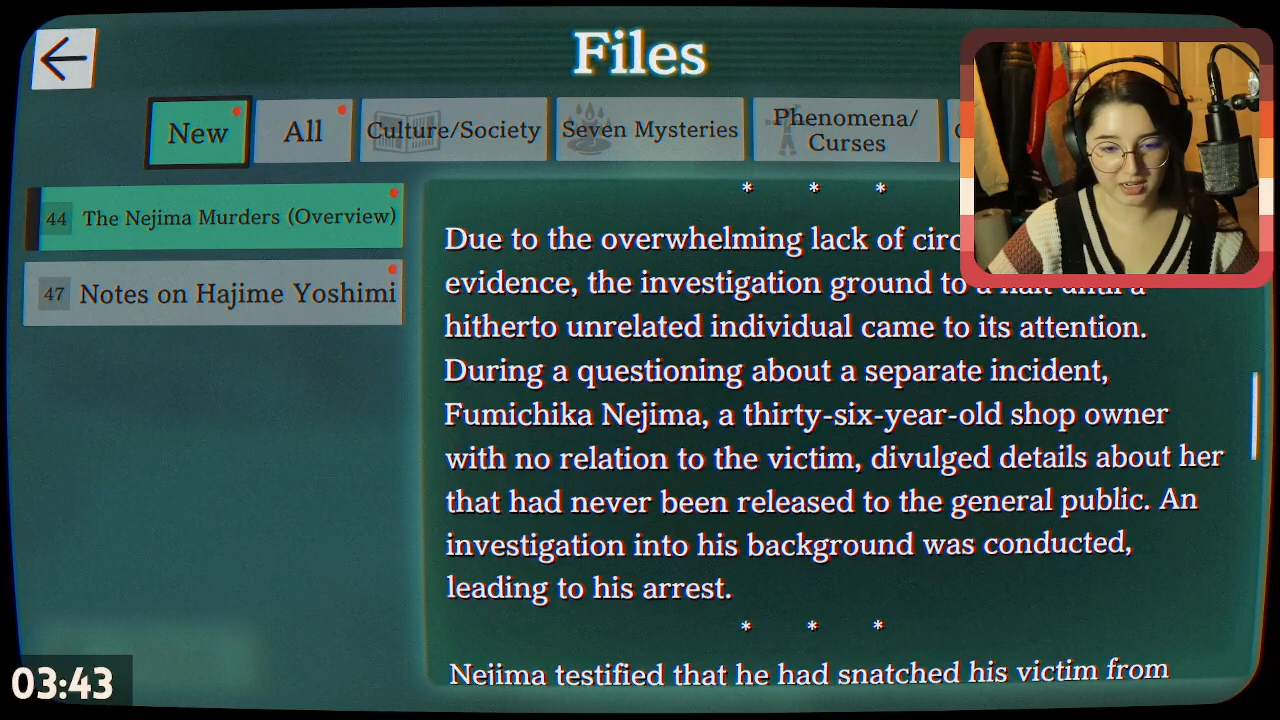 Files
New
All
Culture/Society
Seven Mysteries
Phenomena/
Curses
44 The Nejima Murders (Overview)
47 Notes on Hajime Yoshimi
* * *
Due to the overwhelming lack of
evidence, the investigation ground to a halt until a
hitherto unrelated individual came to its attention.
During a questioning about a separate incident,
Fumichika Nejima, a thirty-six-year-old shop owner
with no relation to the victim, divulged details about her
that had never been released to the general public. An
investigation into his background was conducted,
leading to his arrest.
* * *
Nejima testified that he had snatched his victim from
03:43